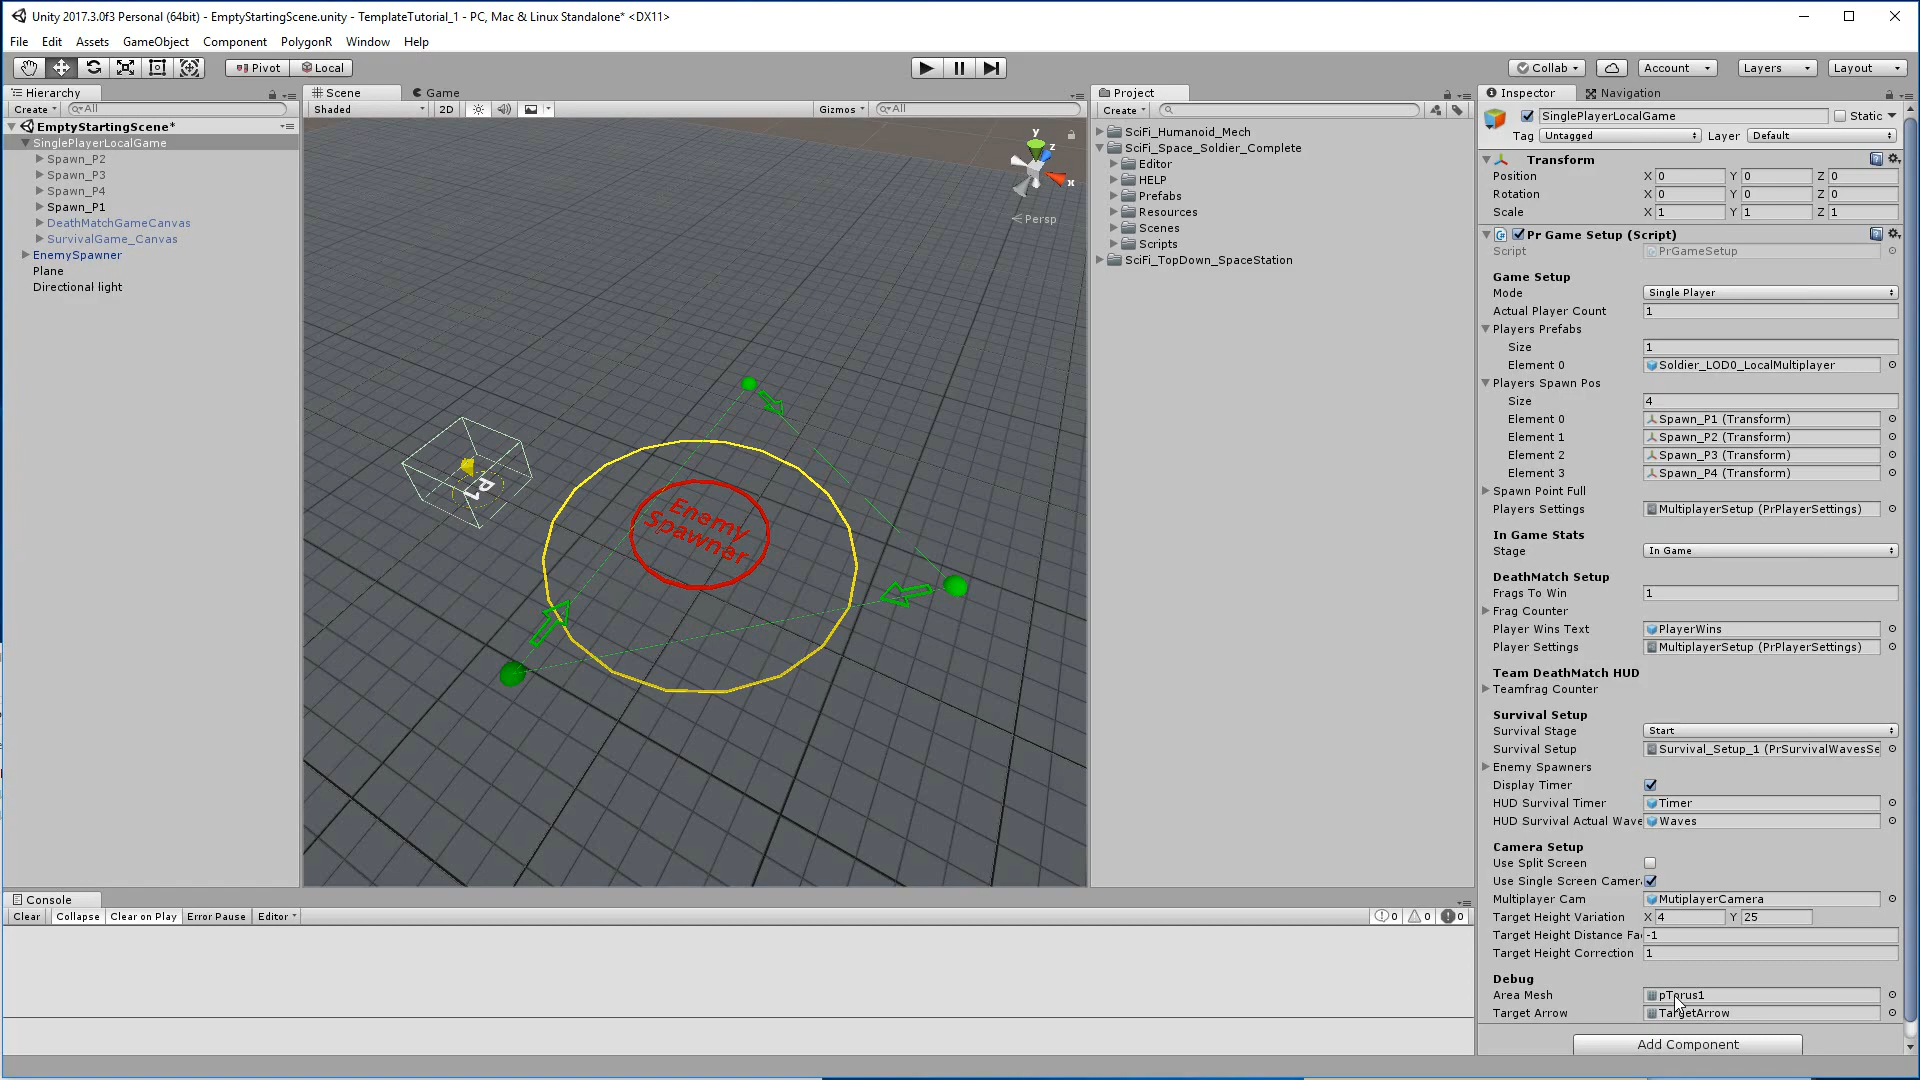 Unity 2017.3.0f3 Personal (64bit) - EmptyStartingScene.unity - TemplateTutorial_1 - PC, Mac & Linux Standalone* <DX11>
File Edit Assets GameObject Component PolygonR Window Help
Pivot Local Collab Account Layers Layout
Hierarchy
Create All
EmptyStartingScene*
SinglePlayerLocalGame
Spawn_P2
Spawn_P3
Spawn_P4
Spawn_P1
DeathMatchGameCanvas
SurvivalGame_Canvas
EnemySpawner
Plane
Directional light
Scene Game
Shaded 2D Gizmos All
y
z
x
Persp
P1
Enemy
Spawner
Project
Create
SciFi_Humanoid_Mech
SciFi_Space_Soldier_Complete
Editor
HELP
Prefabs
Resources
Scenes
Scripts
SciFi_TopDown_SpaceStation
Console
Clear Collapse Clear on Play Error Pause Editor 0 0 0
Inspector Navigation
SinglePlayerLocalGame Static
Tag Untagged Layer Default
Transform
Position X 0 Y 0 Z 0
Rotation X 0 Y 0 Z 0
Scale X 1 Y 1 Z 1
Pr Game Setup (Script)
Script PrGameSetup
Game Setup
Mode Single Player
Actual Player Count 1
Players Prefabs
Size 1
Element 0 Soldier_LOD0_LocalMultiplayer
Players Spawn Pos
Size 4
Element 0 Spawn_P1 (Transform)
Element 1 Spawn_P2 (Transform)
Element 2 Spawn_P3 (Transform)
Element 3 Spawn_P4 (Transform)
Spawn Point Full
Players Settings MultiplayerSetup (PrPlayerSettings)
In Game Stats
Stage In Game
DeathMatch Setup
Frags To Win 1
Frag Counter
Player Wins Text PlayerWins
Player Settings MultiplayerSetup (PrPlayerSettings)
Team DeathMatch HUD
Teamfrag Counter
Survival Setup
Survival Stage Start
Survival Setup Survival_Setup_1 (PrSurvivalWavesSe
Enemy Spawners
Display Timer
HUD Survival Timer Timer
HUD Survival Actual Wave Waves
Camera Setup
Use Split Screen
Use Single Screen Camer
Multiplayer Cam MutiplayerCamera
Target Height Variation X 4 Y 25
Target Height Distance Fa -1
Target Height Correction 1
Debug
Area Mesh pTorus1
Target Arrow TargetArrow
Add Component